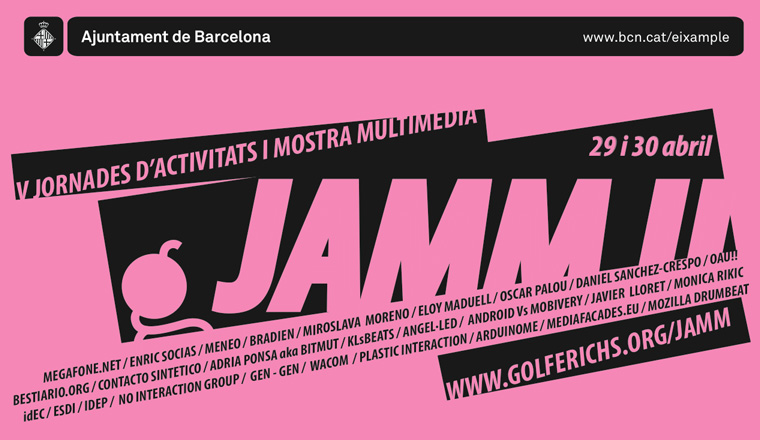 Ajuntament de Barcelona
www.bcn.cat/eixample
V JORNADES D'ACTIVITATS I MOSTRA MULTIMEDIA
29 i 30 abril
g JAMM
MEGAFONE.NET / ENRIC SOCIAS / MENEO / BRADIEN / MIROSLAVA MORENO / ELOY MADUELL / OSCAR PALOU / DANIEL SANCHEZ-CRESPO / OAU!!
BESTIARIO.ORG / CONTACTO SINTETICO / ADRIA PONSA aka BITMUT / KLsBEATS / ANGEL-LED / ANDROID Vs MOBIVERY / JAVIER LLORET / MONICA RIKIC
idEC / ESDI / IDEP / NO INTERACTION GROUP / GEN - GEN / WACOM / PLASTIC INTERACTION / ARDUINOME / MEDIAFACADES.EU / MOZILLA DRUMBEAT
WWW.GOLFERICHS.ORG/JAMM